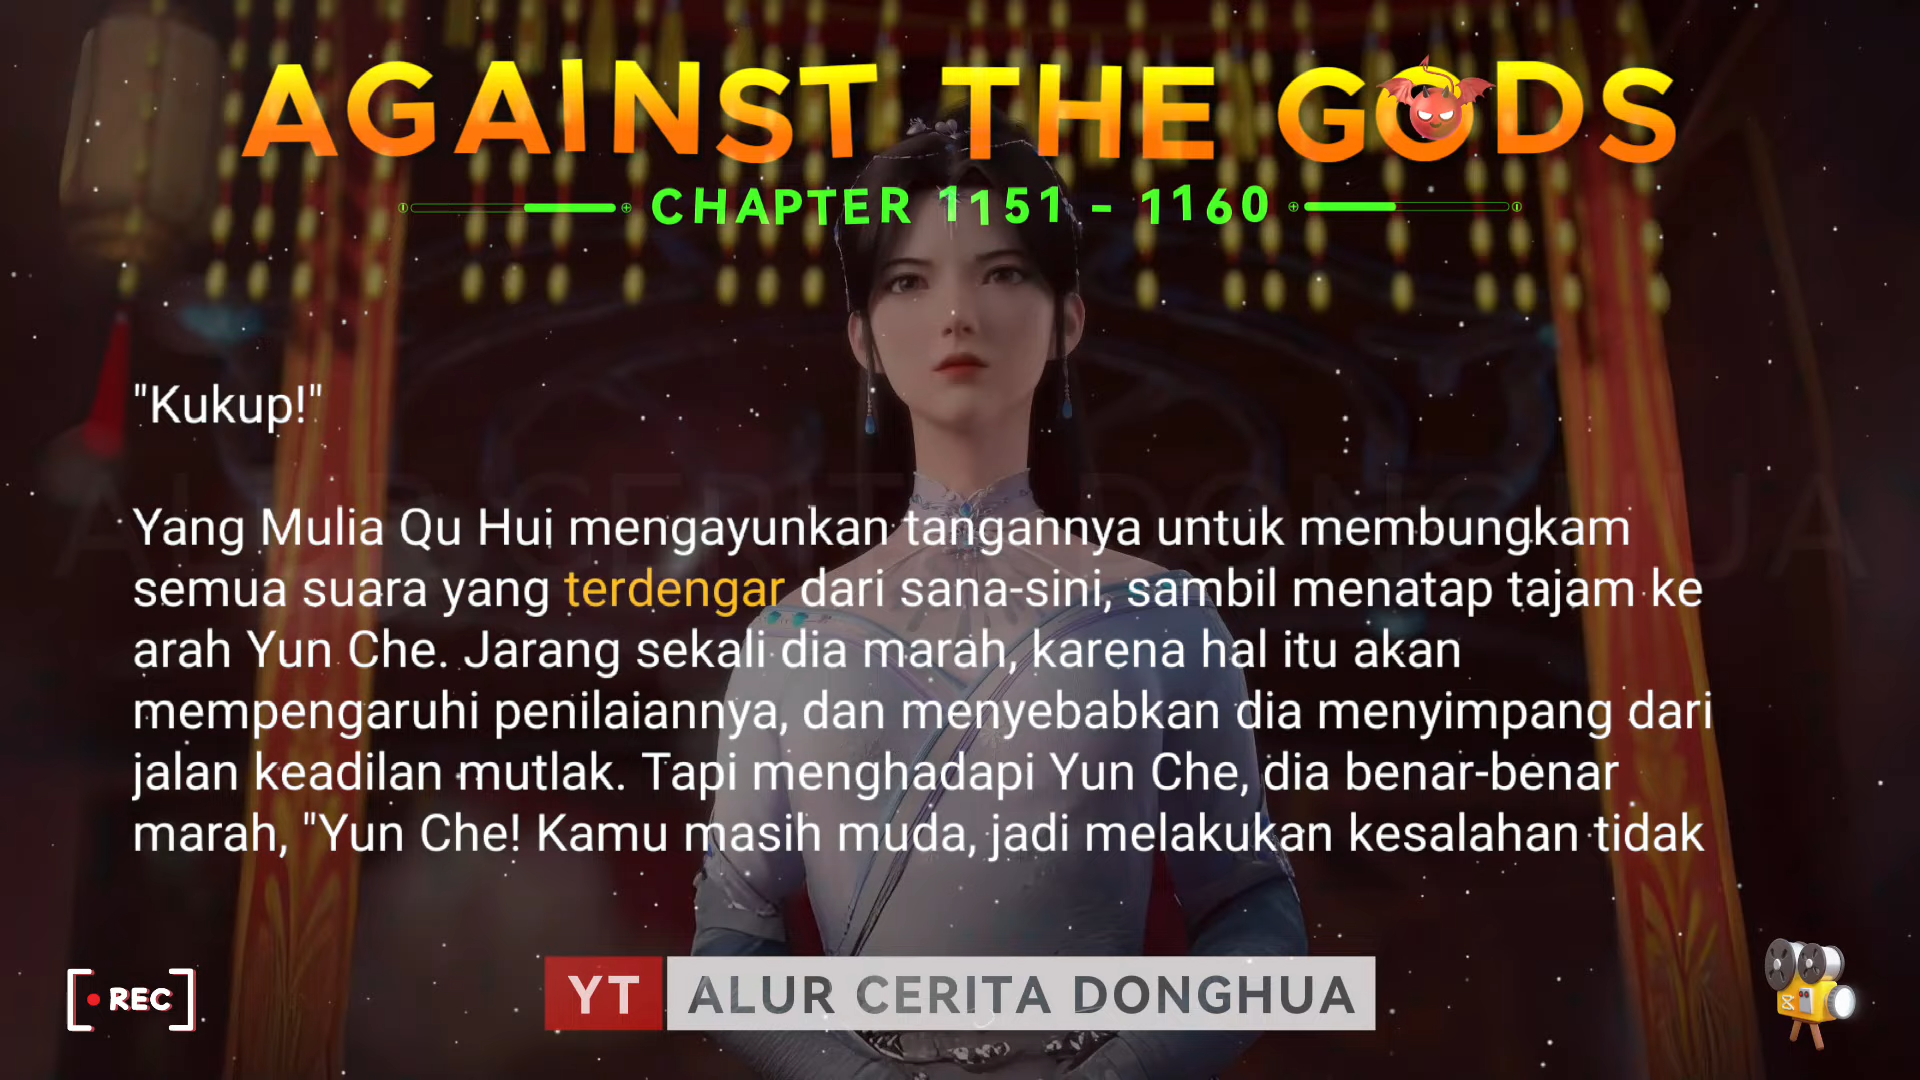 AGAINST THE GODS
CHAPTER 1151 - 1160
"Kukup!"
Yang Mulia Qu Hui mengayunkan tangannya untuk membungkam
semua suara yang terdengar dari sana-sini, sambil menatap tajam ke
arah Yun Che. Jarang sekali dia marah, karena hal itu akan
mempengaruhi penilaiannya, dan menyebabkan dia menyimpang dari
jalan keadilan mutlak. Tapi menghadapi Yun Che, dia benar-benar
marah, "Yun Che! Kamu masih muda, jadi melakukan kesalahan tidak
ALUR CERITA DONGHUA
REC
YT ALUR CERITA DONGHUA